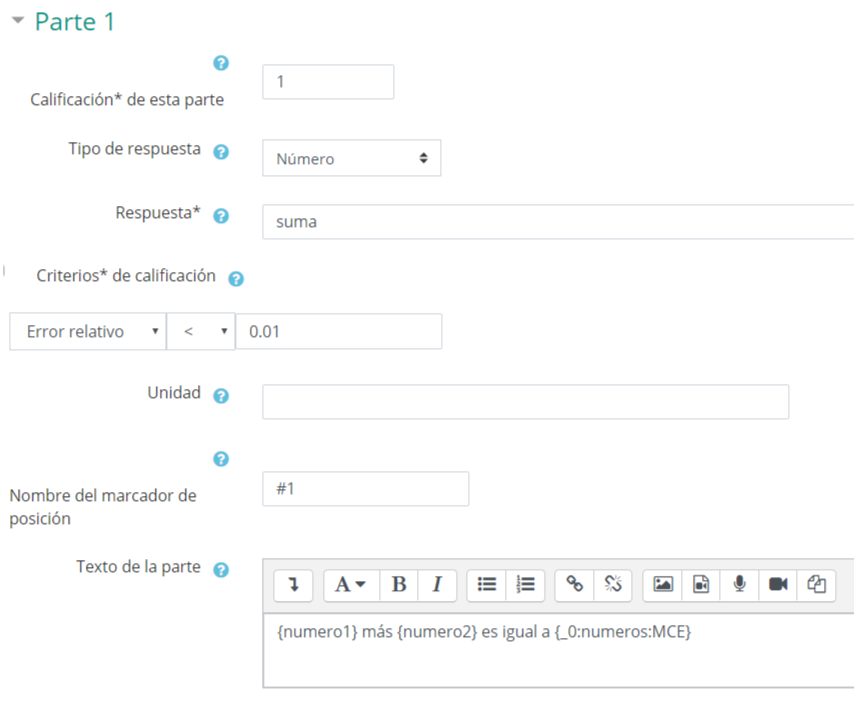 Parte 1
Calificación* de esta parte
1
Tipo de respuesta
Número
Respuesta*
suma
Criterios* de calificación
Error relativo < 0.01
Unidad
Nombre del marcador de
posición
#1
Texto de la parte
A B I
{numero1} más {numero2} es igual a {_0:numeros:MCE}